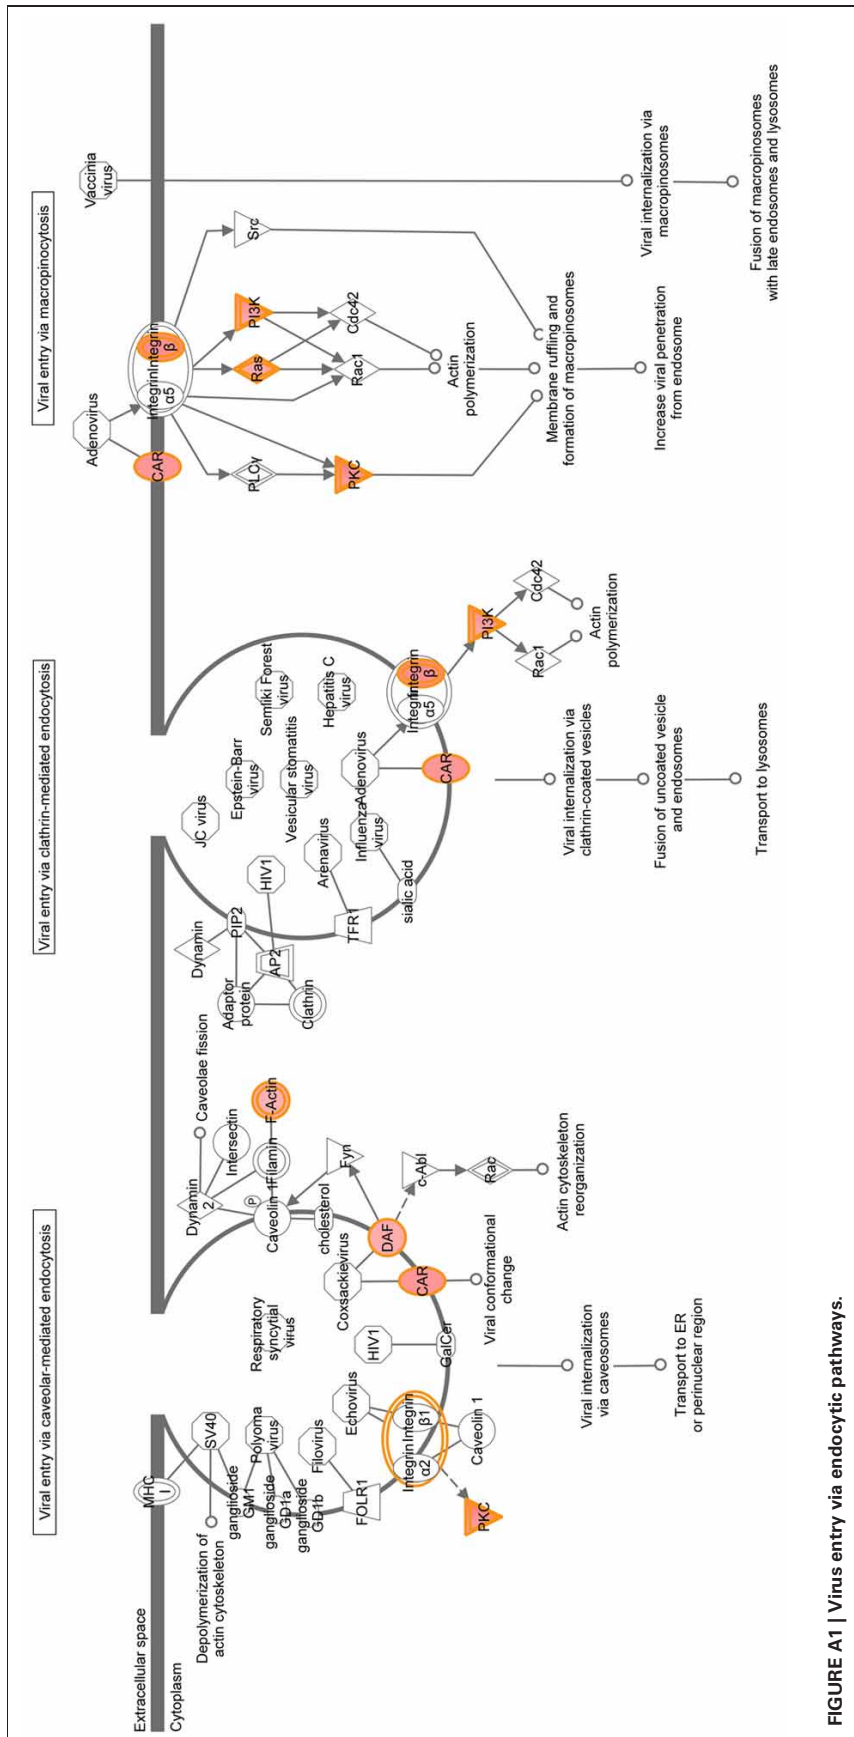 Viral entry via caveolar-mediated endocytosis
Viral entry via clathrin-mediated endocytosis
Viral entry via macropinocytosis
Extracellular space
Cytoplasm
MHC
I
SV40
Depolymerization of
actin cytoskeleton
ganglioside
GM1
Polyoma
virus
ganglioside
GD1a
ganglioside
GD1b
Filovirus
FOLR1
Echovirus
Integrin
α2
Integrin
β1
Caveolin 1
PKC
Respiratory
syncytial
virus
HIV1
GalCer
Coxsackievirus
CAR
DAF
Viral conformational
change
Dynamin
2
Caveolae fission
Intersectin
P
Caveolin 1
Filamin
F-Actin
cholesterol
Fyn
c-Abl
Rac
Actin cytoskeleton
reorganization
Viral internalization
via caveosomes
Transport to ER
or perinuclear region
Dynamin
PIP2
Adaptor
protein
AP2
Clathrin
HIV1
TFR1
Arenavirus
sialic acid
Influenza
virus
JC virus
Epstein-Barr
virus
Vesicular stomatitis
virus
Semliki Forest
virus
Hepatitis C
virus
Adenovirus
CAR
Integrin
α5
Integrin
β
PI3K
Rac1
Cdc42
Actin
polymerization
Viral internalization via
clathrin-coated vesicles
Fusion of uncoated vesicle
and endosomes
Transport to lysosomes
Adenovirus
CAR
Integrin
α5
Integrin
β
PLCγ
PKC
Ras
PI3K
Src
Rac1
Cdc42
Actin
polymerization
Membrane ruffling and
formation of macropinosomes
Increase viral penetration
from endosome
Vaccinia
virus
Viral internalization via
macropinosomes
Fusion of macropinosomes
with late endosomes and lysosomes
FIGURE A1 | Virus entry via endocytic pathways.